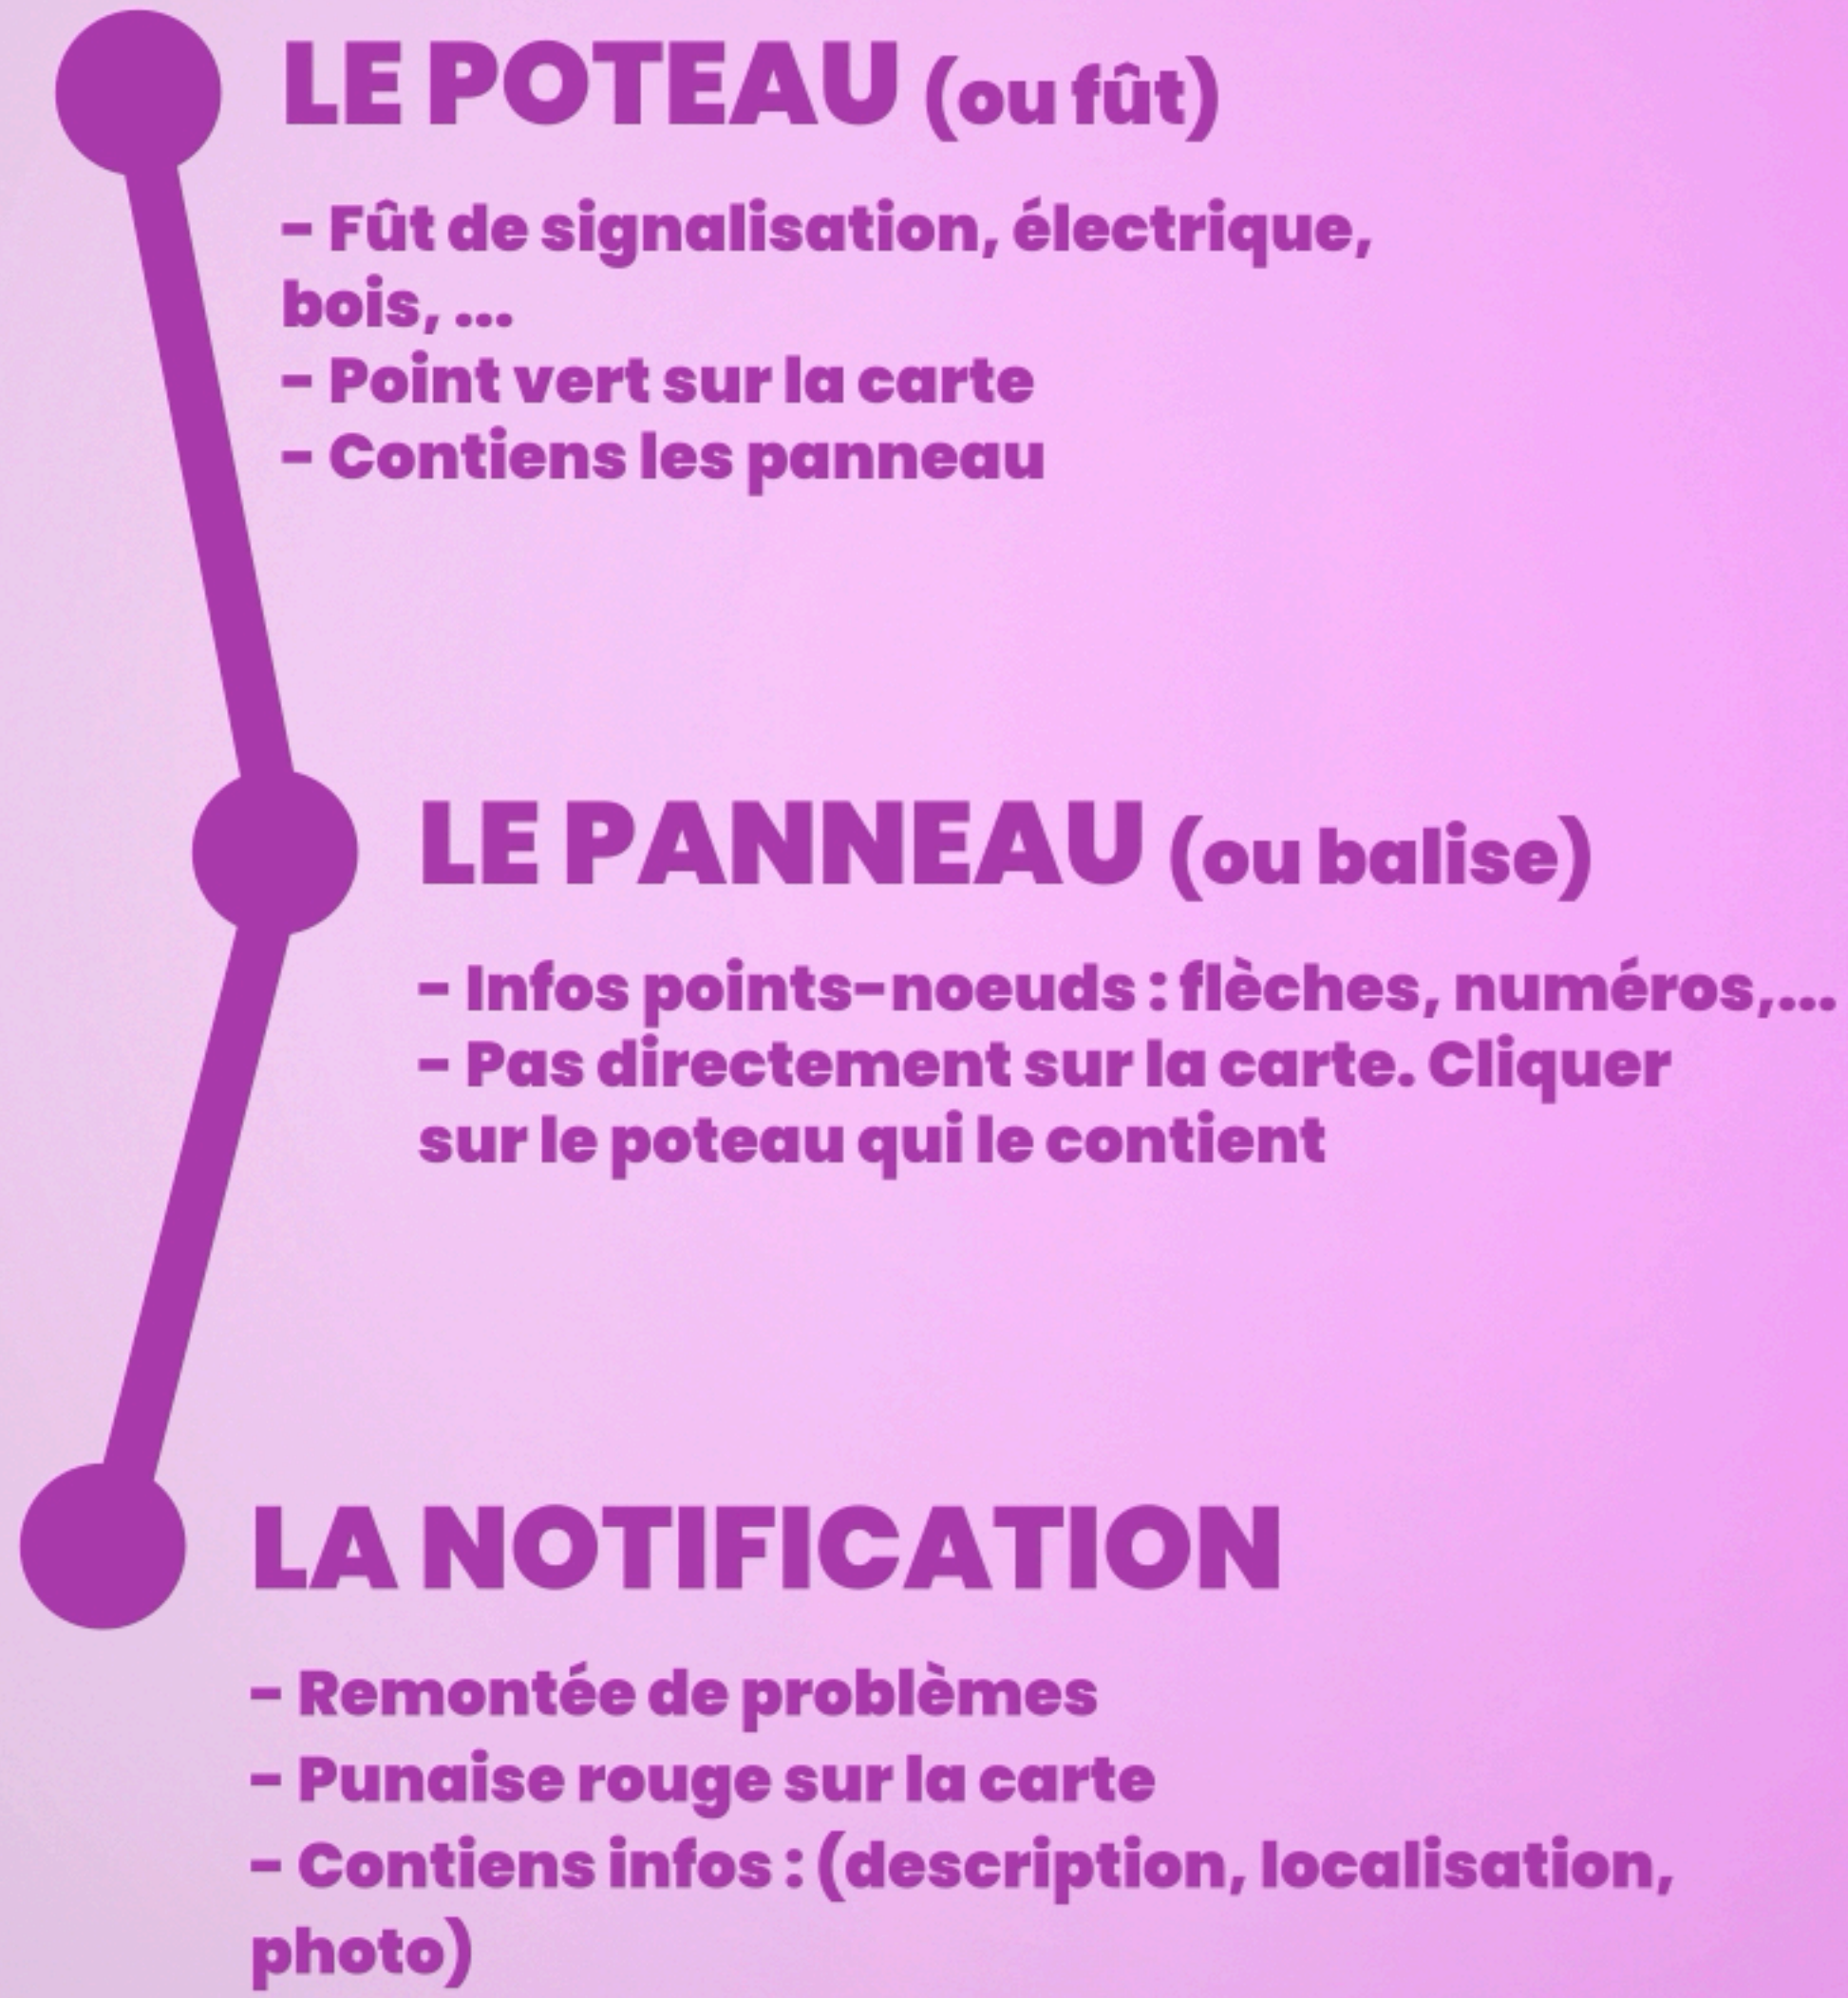 LE POTEAU (ou fût)
- Fût de signalisation, électrique,
bois, ...
- Point vert sur la carte
- Contiens les panneau
LE PANNEAU (ou balise)
- Infos points-noeuds : flèches, numéros,...
- Pas directement sur la carte. Cliquer
sur le poteau qui le contient
LA NOTIFICATION
- Remontée de problèmes
- Punaise rouge sur la carte
- Contiens infos : (description, localisation,
photo)